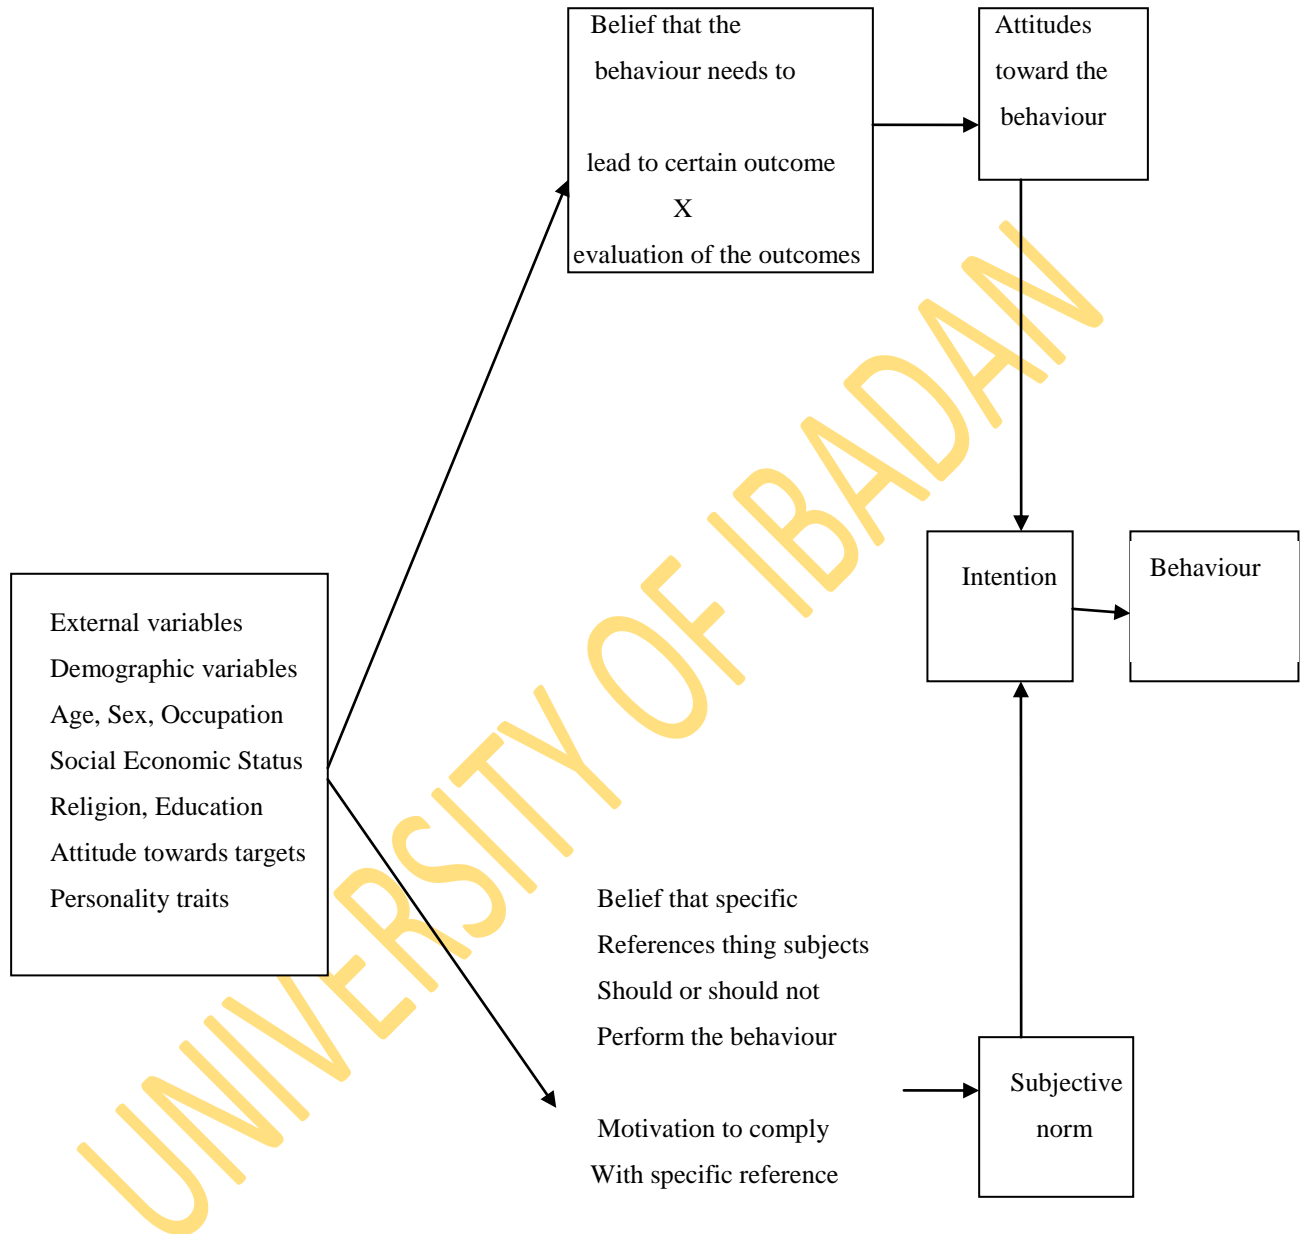 Belief that the
behaviour needs to
lead to certain outcome
X
evaluation of the outcomes
Attitudes
toward the
behaviour
Intention
Behaviour
External variables
Demographic variables
Age, Sex, Occupation
Social Economic Status
Religion, Education
Attitude towards targets
Personality traits
Belief that specific
References thing subjects
Should or should not
Perform the behaviour
Motivation to comply
With specific reference
Subjective
norm
UNIVERSITY OF IBADAN